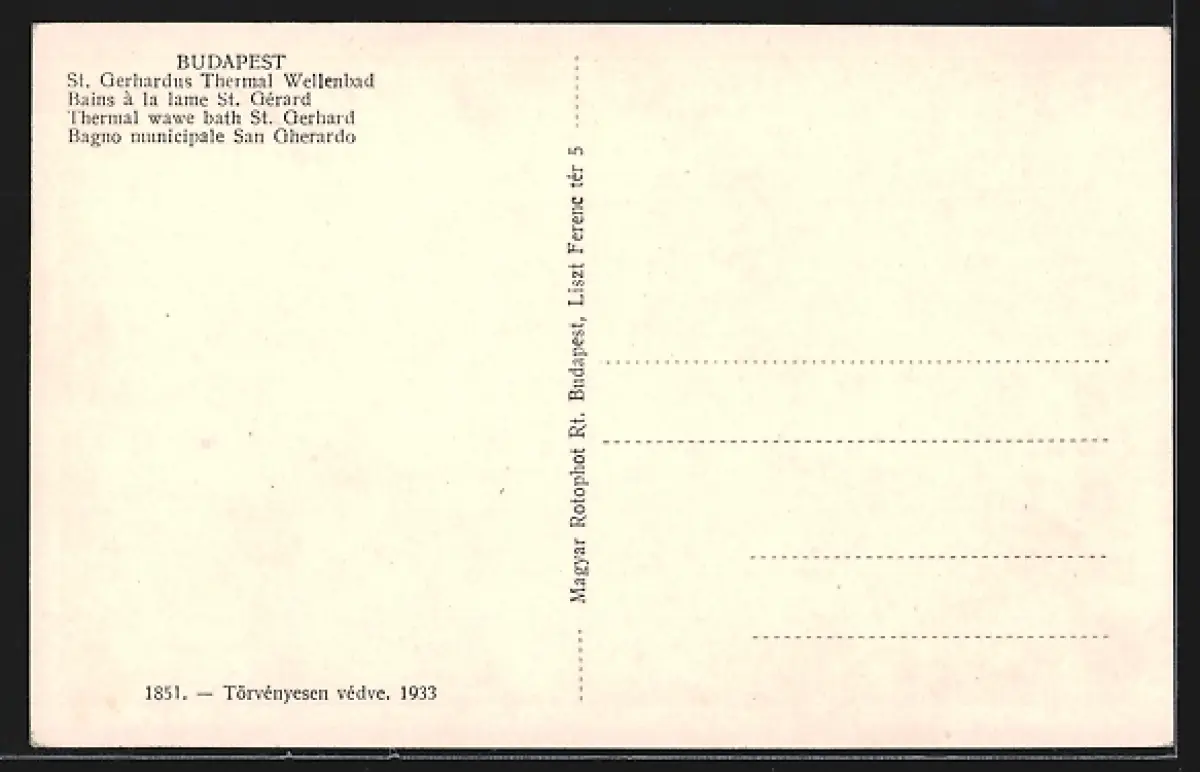 BUDAPEST
St. Gerhardus Thermal Wellenbad
Bains à la lame St. Gérard
Thermal wawe bath St. Gerhard
Bagno municipale San Gherardo
Magyar Rotophot Rt. Budapest, Liszt Ferenc tér 5
1851. — Törvényesen védve. 1933